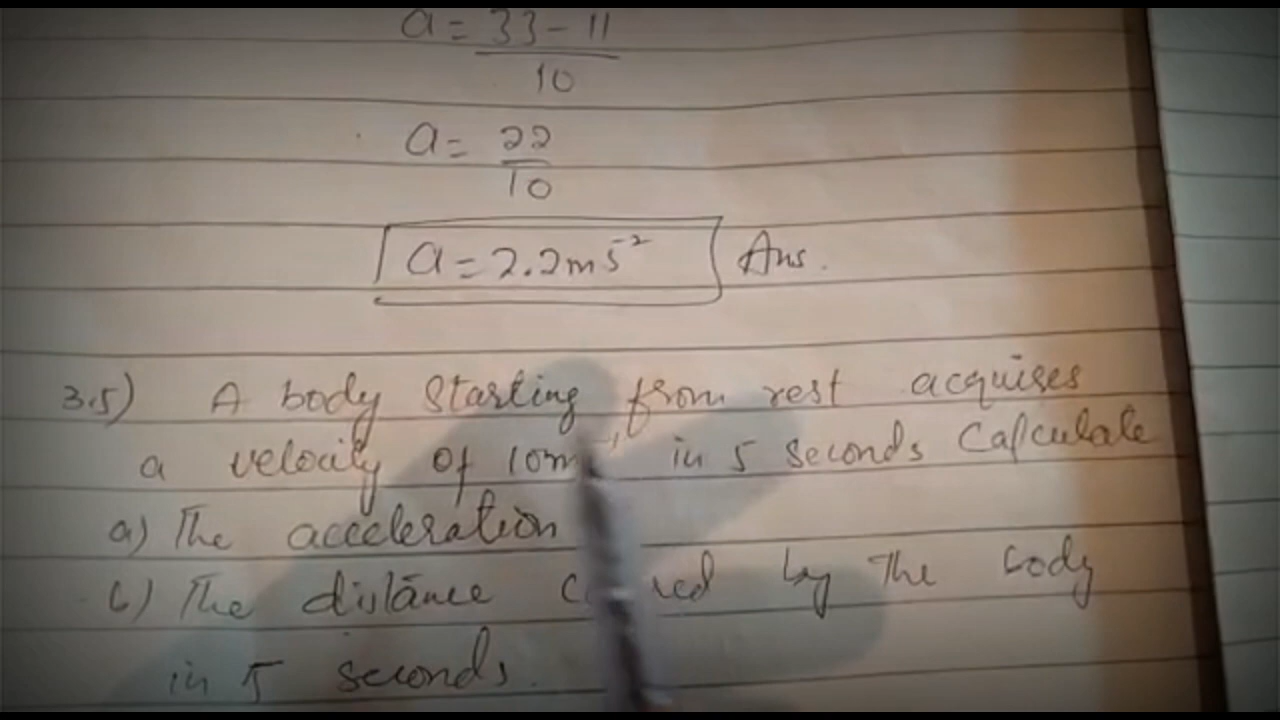 a = 33 - 11
10
a = 22
10
a = 2.2ms⁻² Ans.
3.5) A body starting from rest acquires
a velocity of in 5 seconds Calculate
a) The acceleration
b) The distance by the body
in 5 seconds.